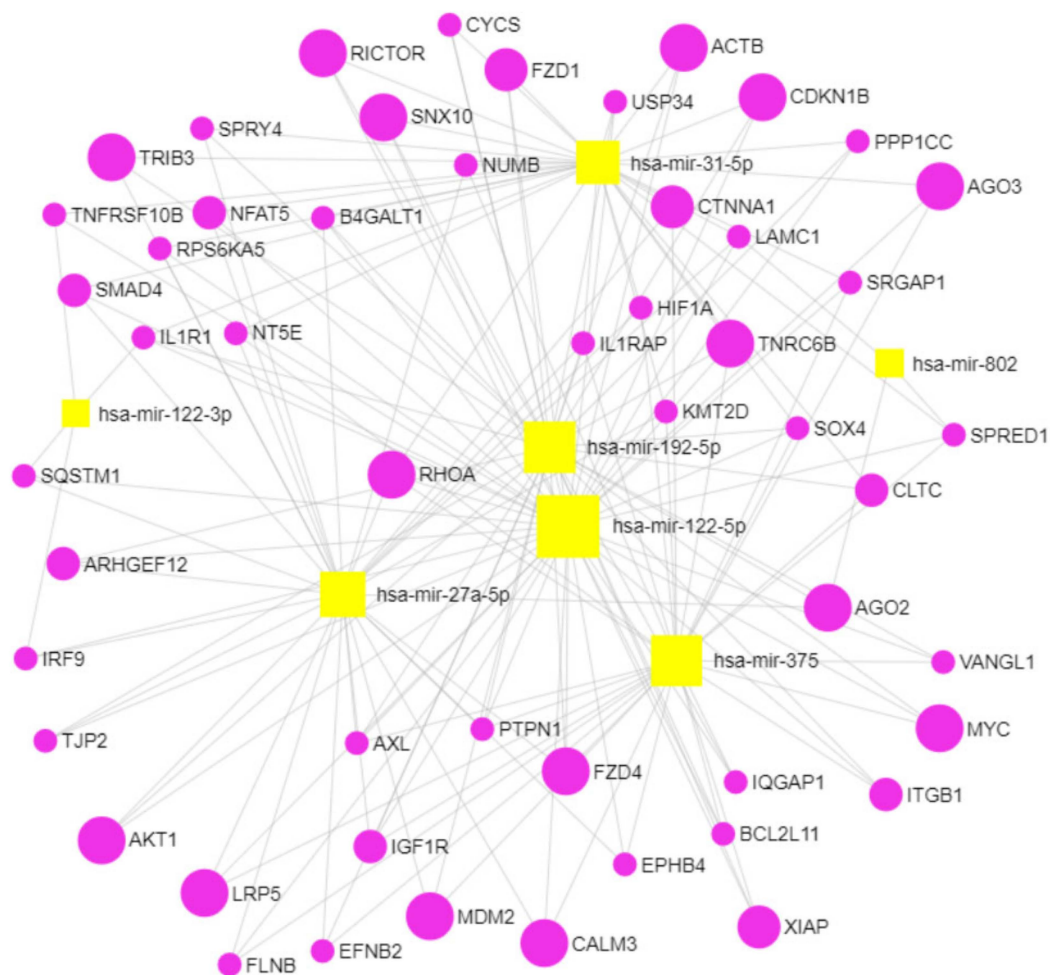 CYCS
RICTOR
ACTB
FZD1
CDKN1B
USP34
SNX10
SPRY4
PPP1CC
TRIB3
NUMB
hsa-mir-31-5p
AGO3
TNFRSF10B
NFAT5
B4GALT1
CTNNA1
LAMC1
RPS6KA5
SRGAP1
SMAD4
HIF1A
IL1R1
NT5E
IL1RAP
TNRC6B
hsa-mir-802
hsa-mir-122-3p
KMT2D
SOX4
SPRED1
hsa-mir-192-5p
SQSTM1
RHOA
CLTC
hsa-mir-122-5p
ARHGEF12
hsa-mir-27a-5p
AGO2
IRF9
hsa-mir-375
VANGL1
TJP2
AXL
PTPN1
MYC
FZD4
IQGAP1
ITGB1
AKT1
IGF1R
BCL2L11
EPHB4
LRP5
MDM2
XIAP
EFNB2
CALM3
FLNB